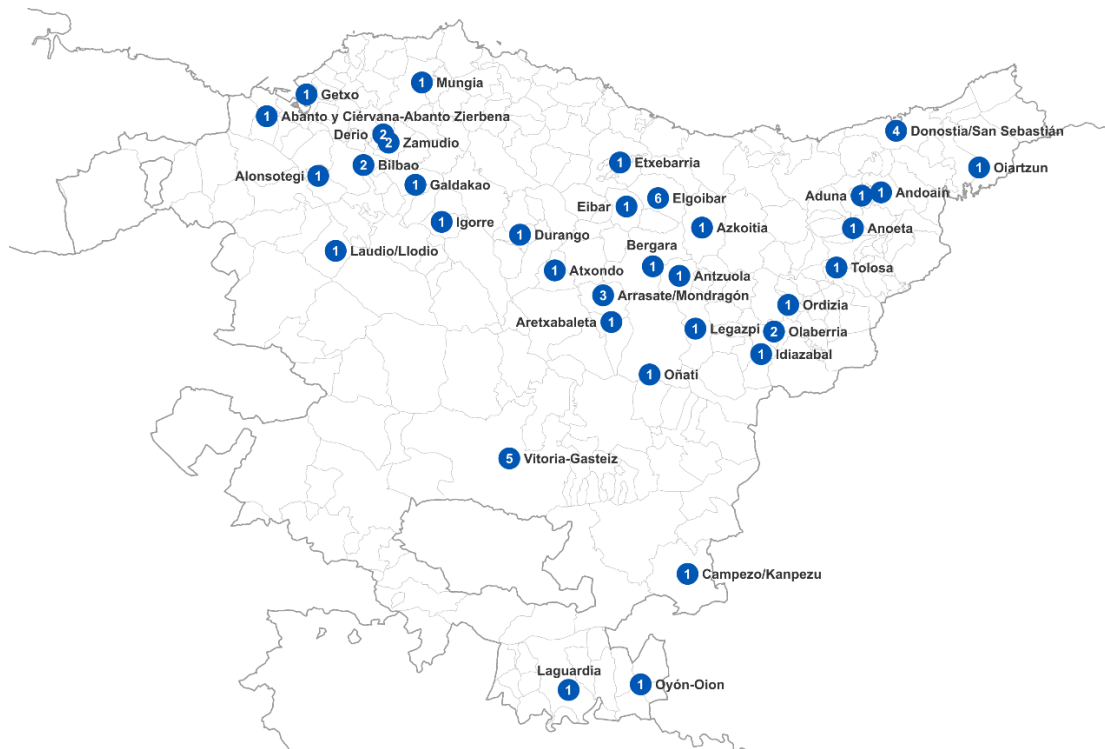 1 Mungia
1 Getxo
1 Abanto y Ciérvana-Abanto Zierbena
Derio 2
2 Zamudio
4 Donostia/San Sebastián
2 Bilbao
1 Etxebarria
1 Oiartzun
Alonsotegi 1
1 Galdakao
Aduna 1
1 Andoain
Eibar 1
6 Elgoibar
1 Igorre
1 Azkoitia
1 Anoeta
1 Durango
Bergara
1
1 Laudio/Llodio
1 Atxondo
1 Antzuola
1 Tolosa
3 Arrasate/Mondragón
1 Ordizia
Aretxabaleta 1
1 Legazpi
2 Olaberria
1 Idiazabal
1 Oñati
5 Vitoria-Gasteiz
1 Campezo/Kanpezu
Laguardia
1
1 Oyón-Oion